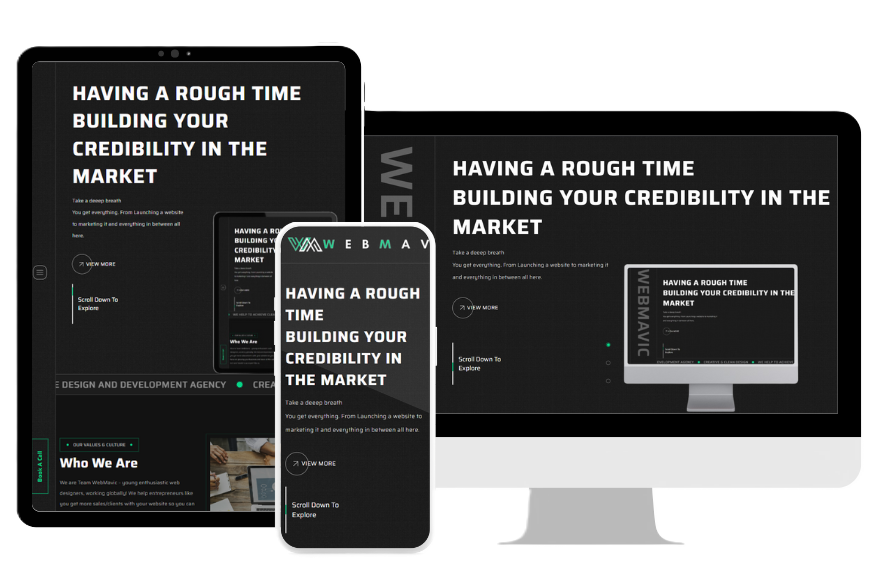 HAVING A ROUGH TIME
BUILDING YOUR
CREDIBILITY IN THE
MARKET
Take a deeep breath
You get everything. From Launching a website
to marketing it and everything in between all
here.
VIEW MORE
Scroll Down To
Explore
HAVING A ROUGH TIME
BUILDING YOUR
CREDIBILITY
MARKET
Who We Are
E DESIGN AND DEVELOPMENT AGENCY ● CREA
OUR VALUES & CULTURE
Who We Are
We are Team WebMavic - young enthusiastic web
designers, working globally! We help entrepreneurs like
you get more sales/clients with your website so you can
Book A Call
WEBMAV
HAVING A ROUGH
TIME
BUILDING YOUR
CREDIBILITY IN
THE MARKET
Take a deeep breath
You get everything. From Launching a website to
marketing it and everything in between all here.
VIEW MORE
Scroll Down To
Explore
WE
HAVING A ROUGH TIME
BUILDING YOUR CREDIBILITY IN THE
MARKET
Take a deeep breath
You get everything. From Launching a website to marketing it
and everything in between all here.
VIEW MORE
Scroll Down To
Explore
WEBMAVIC
HAVING A ROUGH TIME
BUILDING YOUR CREDIBILITY IN THE
MARKET